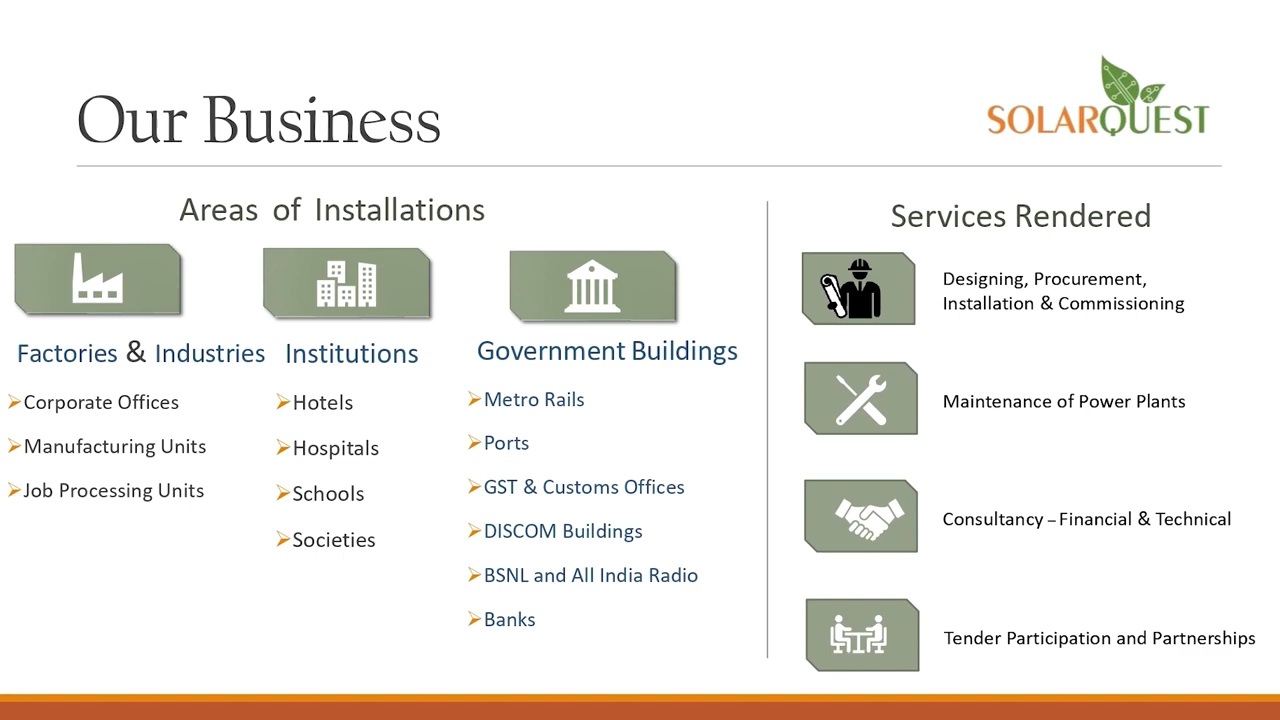 Our Business
SOLARQUEST
Areas of Installations
Factories & Industries
Corporate Offices
Manufacturing Units
Job Processing Units
Institutions
Hotels
Hospitals
Schools
Societies
Government Buildings
Metro Rails
Ports
GST & Customs Offices
DISCOM Buildings
BSNL and All India Radio
Banks
Services Rendered
Designing, Procurement,
Installation & Commissioning
Maintenance of Power Plants
Consultancy – Financial & Technical
Tender Participation and Partnerships